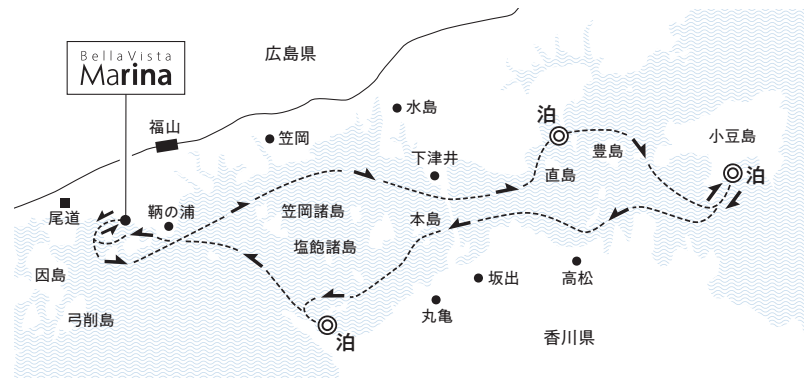 BellaVista
Marina
広島県
福山
笠岡
水島
下津井
泊
直島
豊島
小豆島
泊
尾道
鞆の浦
笠岡諸島
本島
塩飽諸島
因島
弓削島
坂出
高松
丸亀
泊
香川県